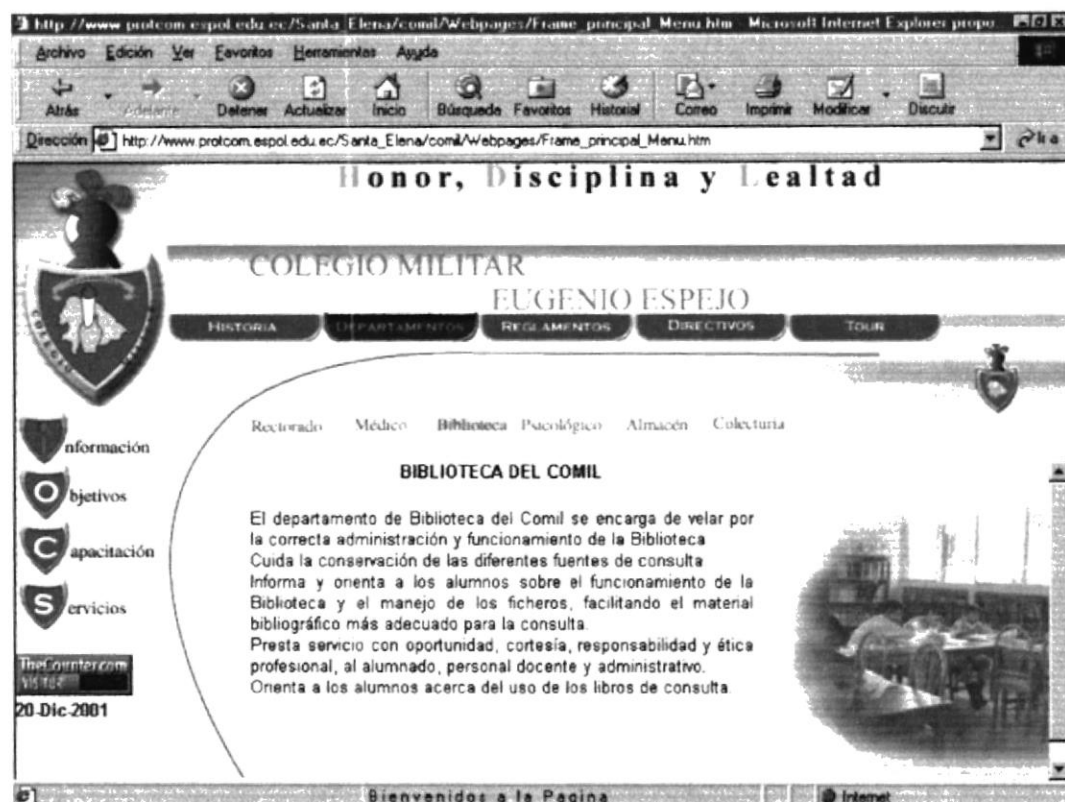 http://www.protcom.espol.edu.ec/Santa_Elena/comil/Webpages/Frame_principal_Menu.htm - Microsoft Internet Explorer propo
Archivo Edición Ver Favoritos Herramientas Ayuda
Atrás Adelante Detener Actualizar Inicio Búsqueda Favoritos Historial Correo Imprimir Modificar Discutir
Dirección http://www.protcom.espol.edu.ec/Santa_Elena/comil/Webpages/Frame_principal_Menu.htm Ir a
Honor, Disciplina y Lealtad
COLEGIO MILITAR
EUGENIO ESPEJO
COLEGIO
HISTORIA DEPARTAMENTOS REGLAMENTOS DIRECTIVOS TOUR
Rectorado Médico Biblioteca Psicológico Almacén Colecturia
Información
Objetivos
Capacitación
Servicios
TheCounter.com
VISITOR
20-Dic-2001
BIBLIOTECA DEL COMIL
El departamento de Biblioteca del Comil se encarga de velar por
la correcta administración y funcionamiento de la Biblioteca
Cuida la conservación de las diferentes fuentes de consulta
Informa y orienta a los alumnos sobre el funcionamiento de la
Biblioteca y el manejo de los ficheros, facilitando el material
bibliográfico más adecuado para la consulta.
Presta servicio con oportunidad, cortesía, responsabilidad y ética
profesional, al alumnado, personal docente y administrativo.
Orienta a los alumnos acerca del uso de los libros de consulta.
Bienvenidos a la Pagina
Internet